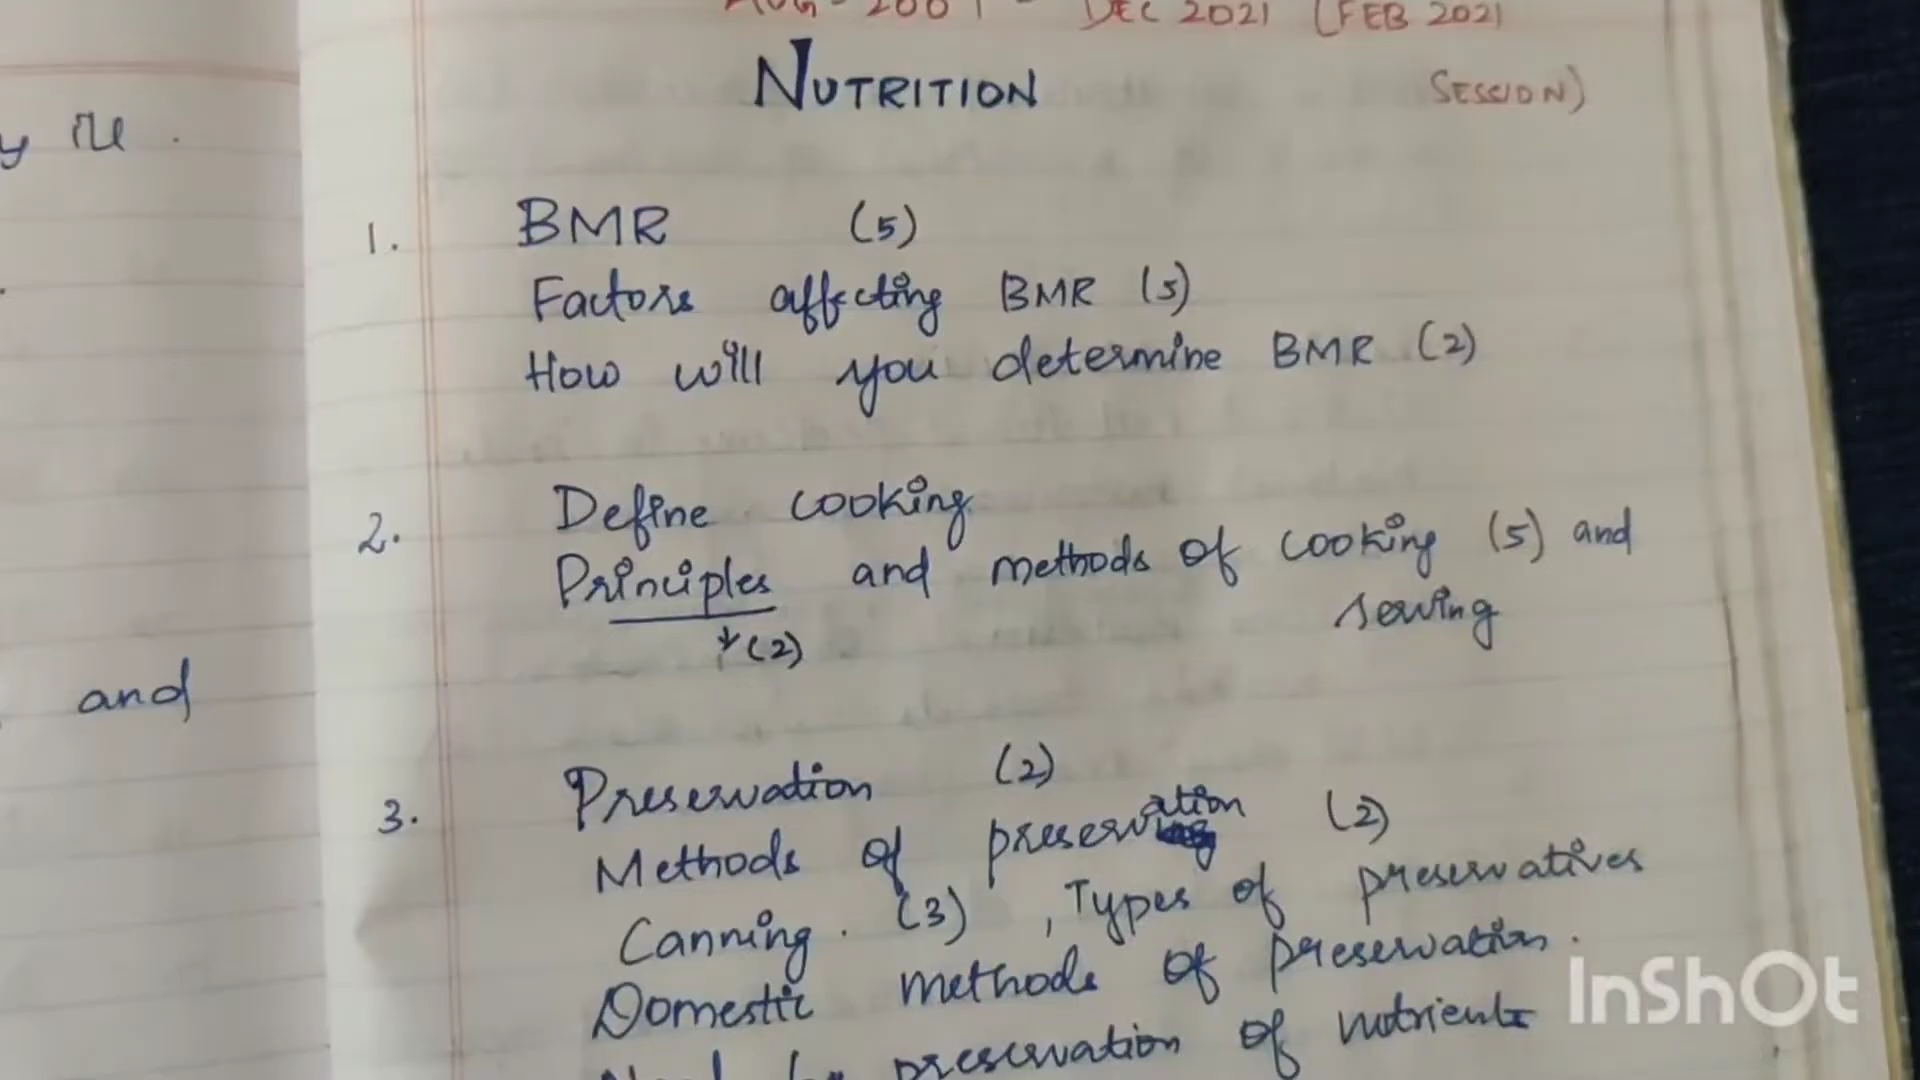 DEC 2021 (FEB 2021
SESSION)
NUTRITION
y
1. BMR (5)
Factors affecting BMR (5)
How will you determine BMR (2)
2. Define cooking
Principles and methods of cooking (5) and
serving
(2)
and
3. Preservation (2)
Methods of preservation (2)
Canning. (3), Types of preservatives
Domestic methods of preservation.
preservation of nutrients
InShOt